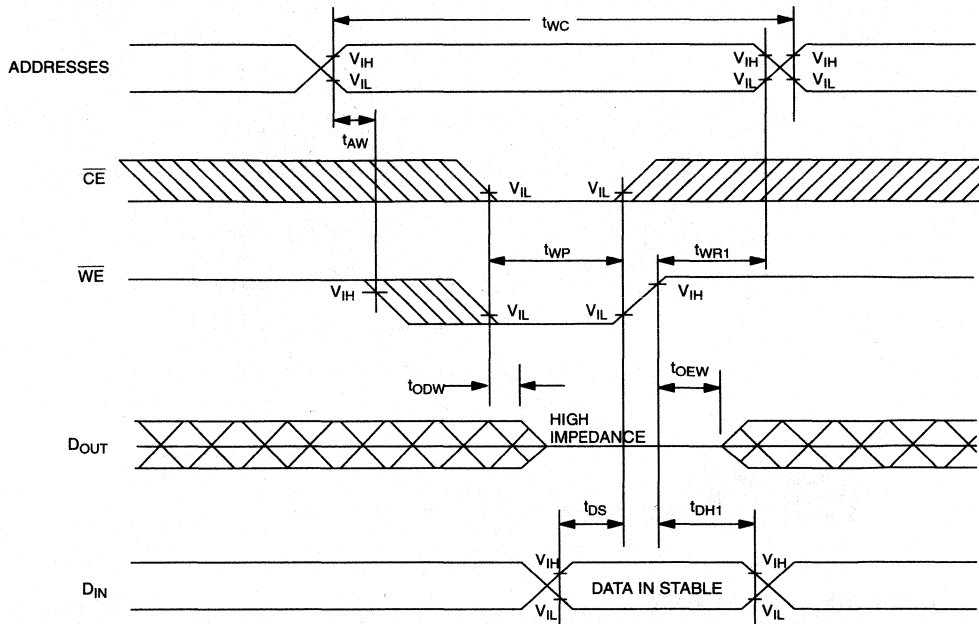 tWC
ADDRESSES
VIH
VIL
VIH
VIL
VIH
VIL
tAW
CE
VIL
VIL
tWP
tWR1
WE
VIH
VIL
VIL
VIH
tODW
tOEW
DOUT
HIGH
IMPEDANCE
tDS
tDH1
DIN
VIH
VIL
DATA IN STABLE
VIH
VIL